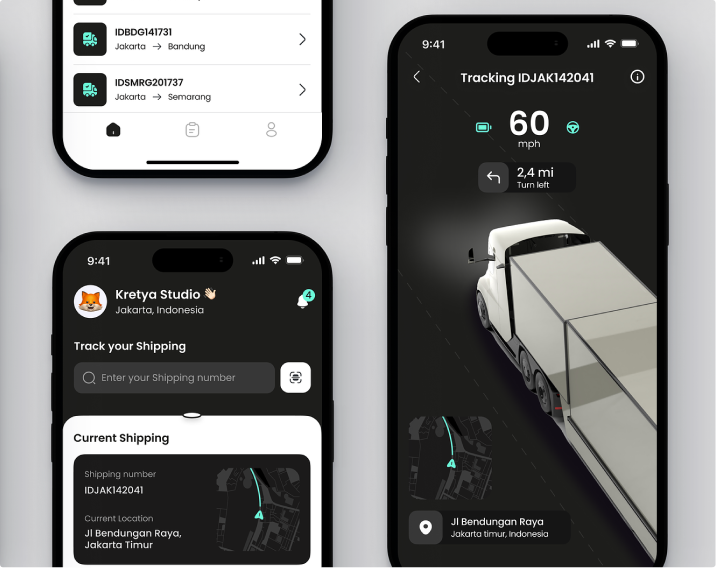 IDBDG141731
Jakarta → Bandung
IDSMRG201737
Jakarta → Semarang
9:41
Kretya Studio 👋🏻
4
Jakarta, Indonesia
Track your Shipping
Enter your Shipping number
Current Shipping
Shipping number
IDJAK142041
Current Location
Jl Bendungan Raya,
Jakarta Timur
9:41
Tracking IDJAK142041
60
mph
2,4 mi
Turn left
Jl Bendungan Raya
Jakarta timur, Indonesia